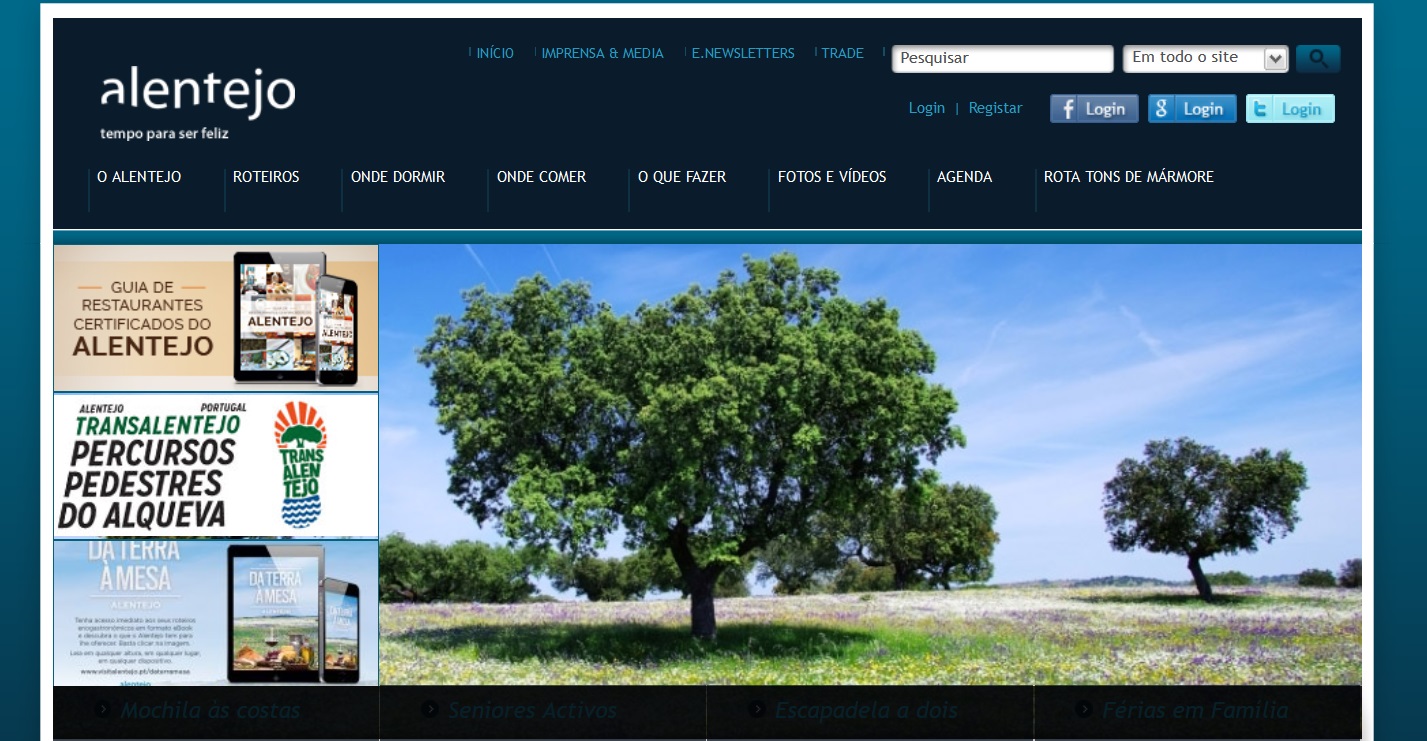 INÍCIO
IMPRENSA & MEDIA
E.NEWSLETTERS
TRADE
Pesquisar
Em todo o site
alentejo
tempo para ser feliz
Login | Registar
Login
Login
Login
O ALENTEJO
ROTEIROS
ONDE DORMIR
ONDE COMER
O QUE FAZER
FOTOS E VÍDEOS
AGENDA
ROTA TONS DE MÁRMORE
GUIA DE
RESTAURANTES
CERTIFICADOS DO
ALENTEJO
ALENTEJO
ALENTEJO
ALENTEJO PORTUGAL
TRANSALENTEJO
PERCURSOS
PEDESTRES
DO ALQUEVA
TRANS
ALEN
TEJO
DA TERRA
À MESA
ALENTEJO
Tenha acesso imediato aos seus roteiros
enogastronómicos em formato eBook
e descubra o que o Alentejo tem para
lhe oferecer. Basta clicar na imagem.
Leia em qualquer altura, em qualquer lugar,
em qualquer dispositivo.
www.visitalentejo.pt/daterramesa
alentejo
DA TERRA
À MESA
Mochila às costas
Seniores Activos
Escapadela a dois
Férias em Família